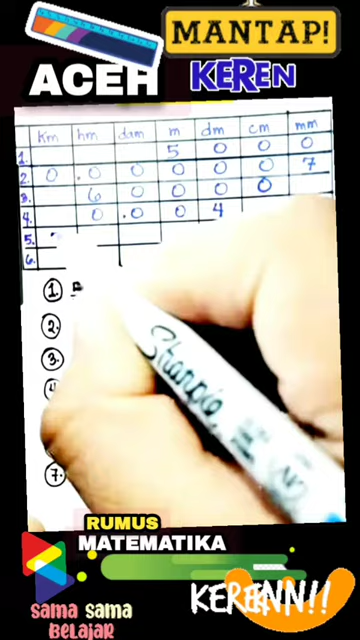 MANTAP!
ACEH KEREN
Km hm dam m dm cm mm
1. 5 0 0 0
2. 0 .0 0 0 0 0 7
3. 6 0 0 0 0
4. 0 .0 0 4
5.
6.
1
2.
3.
7.
Sharpie
RUMUS
MATEMATIKA
SAMA SAMA
BELAJAR